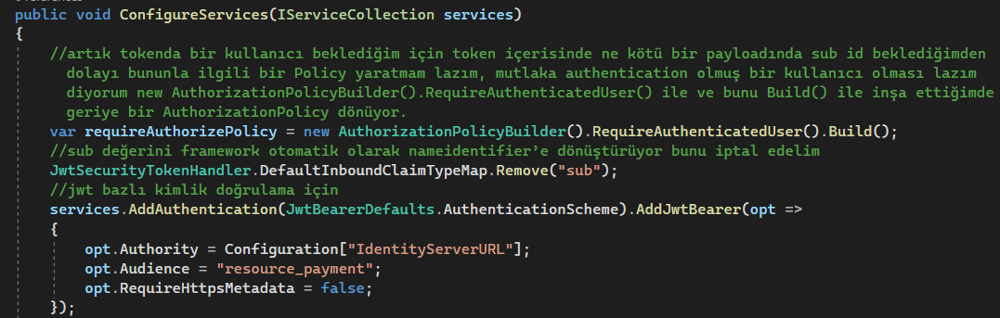 public void ConfigureServices(IServiceCollection services)
{
//artık tokenda bir kullanıcı beklediğim için token içerisinde ne kötü bir payloadında sub id beklediğimden
dolayı bununla ilgili bir Policy yaratmam lazım, mutlaka authentication olmuş bir kullanıcı olması lazım
diyorum new AuthorizationPolicyBuilder().RequireAuthenticatedUser() ile ve bunu Build() ile inşa ettiğimde
geriye bir AuthorizationPolicy dönüyor.
var requireAuthorizePolicy = new AuthorizationPolicyBuilder().RequireAuthenticatedUser().Build();
//sub değerini framework otomatik olarak nameidentifier’e dönüştürüyor bunu iptal edelim
JwtSecurityTokenHandler.DefaultInboundClaimTypeMap.Remove("sub");
//jwt bazlı kimlik doğrulama için
services.AddAuthentication(JwtBearerDefaults.AuthenticationScheme).AddJwtBearer(opt =>
{
opt.Authority = Configuration["IdentityServerURL"];
opt.Audience = "resource_payment";
opt.RequireHttpsMetadata = false;
});